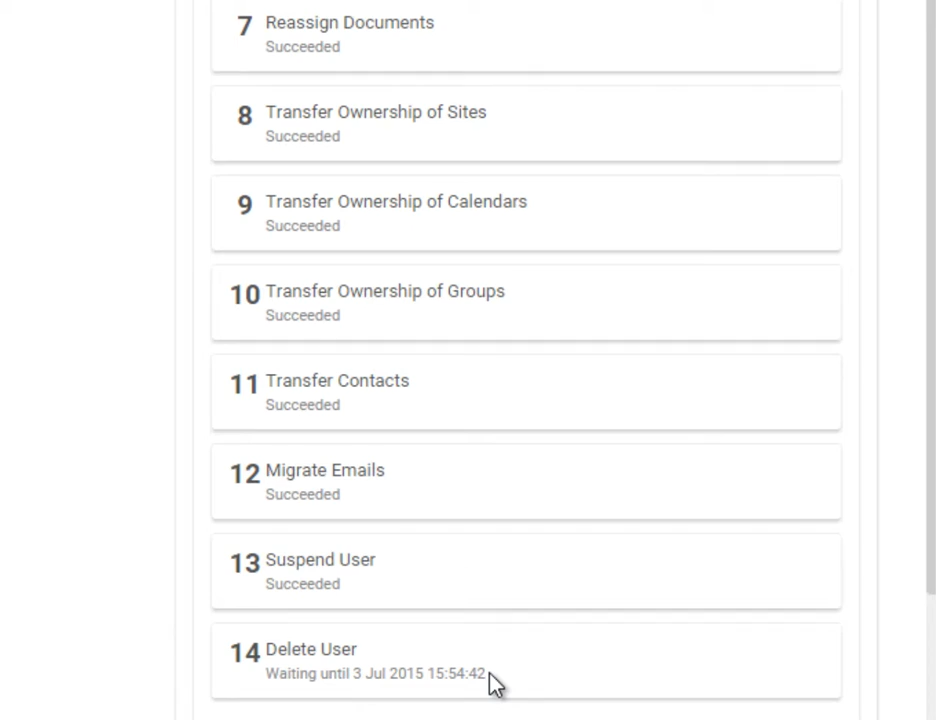 7 Reassign Documents
Succeeded
8 Transfer Ownership of Sites
Succeeded
9 Transfer Ownership of Calendars
Succeeded
10 Transfer Ownership of Groups
Succeeded
11 Transfer Contacts
Succeeded
12 Migrate Emails
Succeeded
13 Suspend User
Succeeded
14 Delete User
Waiting until 3 Jul 2015 15:54:42